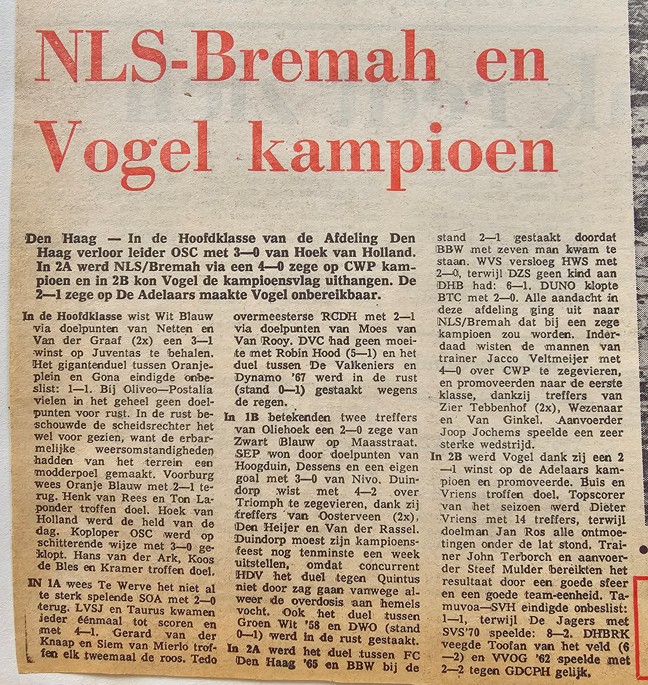 NLS-Bremah en
Vogel kampioen
Den Haag — In de Hoofdklasse van de Afdeling Den
Haag verloor leider OSC met 3—0 van Hoek van Holland.
In 2A werd NLS/Bremah via een 4—0 zege op CWP kam-
pioen en in 2B kon Vogel de kampioensvlag uithangen. De
2—1 zege op De Adelaars maakte Vogel onbereikbaar.
In de Hoofdklasse wist Wit Blauw
via doelpunten van Netten en
Van der Graaf (2x) een 3—1
winst op Juventas te behalen.
Het gigantenduel tussen Oranje-
plein en Gona eindigde onbe-
slist: 1—1. Bij Oliveo—Postalia
vielen in het geheel geen doel-
punten voor rust. In de rust be-
schouwde de scheidsrechter het
wel voor gezien, want de erbar-
melijke weersomstandigheden
hadden van het terrein een
modderpoel gemaakt. Voorburg
wees Oranje Blauw met 2—1 te-
rug. Henk van Rees en Ton La-
ponder troffen doel. Hoek van
Holland werd de held van de
dag. Koploper OSC werd op
schitterende wijze met 3—0 ge-
klopt. Hans van der Ark, Koos
de Bles en Kramer troffen doel.
IN 1A wees Te Werve het niet al
te sterk spelende SOA met 2—0
terug. LVSJ en Taurus kwamen
ieder éénmaal tot scoren en
met 4—1. Gerard van der
Knaap en Siem van Mierlo trof-
fen elk tweemaal de roos. Tedo
overmeesterse RCDH met 2—1
via doelpunten van Moes van
Van Rooy. DVC had geen moei-
te met Robin Hood (5—1) en het
duel tussen De Valkeniers en
Dynamo '67 werd in de rust
(stand 0—1) gestaakt wegens
de regen.
In 1B betekenden twee treffers
van Oliehoek een 2—0 zege van
Zwart Blauw op Maasstraat.
SEP won door doelpunten van
Hoogduin, Dessens en een eigen
goal met 3—0 van Nivo. Duin-
dorp wist met 4—2 over
Triomph te zegevieren, dank zij
treffers van Oosterveen (2x),
Den Heijer en Van der Rassel.
Duindorp moest zijn kampioens-
feest nog tenminste een week
uitstellen, omdat concurrent
HDV het duel tegen Quintus
niet door zag gaan vanwege al-
weer de overdosis aan hemels
vocht. Ook het duel tussen
Groen Wit '58 en DWO (stand
0—1) werd in de rust gestaakt.
In 2A werd het duel tussen FC
Den Haag '65 en BBW bij de
stand 2—1 gestaakt doordat
BBW met zeven man kwam te
staan. WVS versloeg HWS met
2—0, terwijl DZS geen kind aan
DHB had: 6—1. DUNO klopte
BTC met 2—0. Alle aandacht in
deze afdeling ging uit naar
NLS/Bremah dat bij een zege
kampioen zou worden. Inder-
daad wisten de mannen van
trainer Jacco Veltmeijer met
4—0 over CWP te zegevieren,
en promoveerden naar de eerste
klasse, dankzij treffers van
Zier Tebbenhof (2x), Wezenaar
en Van Ginkel. Aanvoerder
Joop Jochems speelde een zeer
sterke wedstrijd.
In 2B werd Vogel dank zij een 2
—1 winst op de Adelaars kam-
pioen en promoveerde. Buis en
Vriens troffen doel. Topscorer
van het seizoen werd Dieter
Vriens met 14 treffers, terwijl
doelman Jan Ros alle ontmoe-
tingen onder de lat stond. Trai-
ner John Terborch en aanvoer-
der Steef Mulder bereikten het
resultaat door een goede sfeer
en een goede team-eenheid. Ta-
muvoa—SVH eindigde onbeslist:
1—1, terwijl De Jagers met
SVS'70 speelde: 8—2. DHBRK
veegde Toofan van het veld (6
—2) en VVOG '62 speelde met
2—2 tegen GDCPH gelijk.